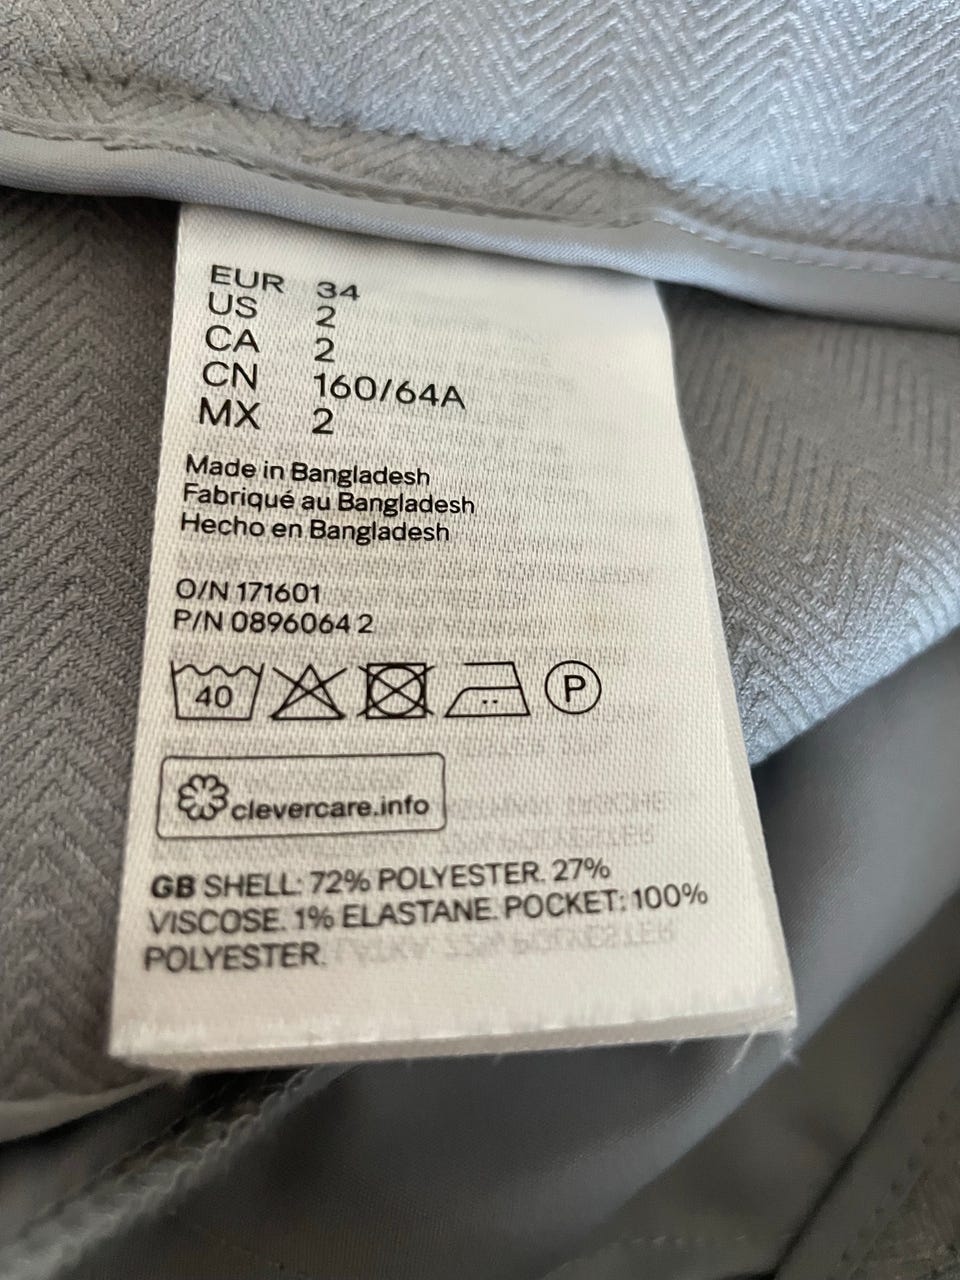 EUR 34
US 2
CA 2
CN 160/64A
MX 2
Made in Bangladesh
Fabriqué au Bangladesh
Hecho en Bangladesh
O/N 171601
P/N 0896064 2
40 P
clevercare.info
GB SHELL: 72% POLYESTER. 27%
VISCOSE. 1% ELASTANE. POCKET: 100%
POLYESTER.